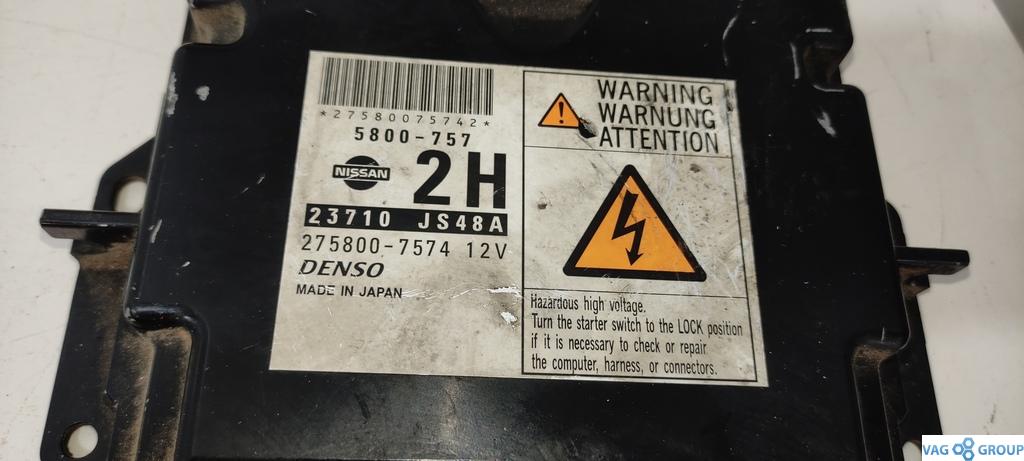 *27580075742*
5800-757
NISSAN
2H
23710 JS48A
275800-7574 12V
DENSO
MADE IN JAPAN
WARNING
WARNUNG
ATTENTION
Hazardous high voltage.
Turn the starter switch to the LOCK position
if it is necessary to check or repair
the computer, harness, or connectors.
VAG GROUP